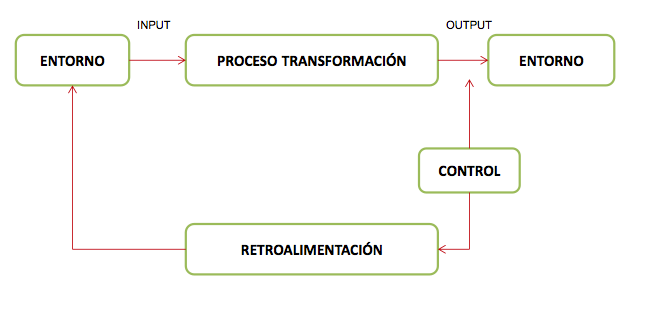 INPUT
OUTPUT
ENTORNO
PROCESO TRANSFORMACIÓN
ENTORNO
CONTROL
RETROALIMENTACIÓN